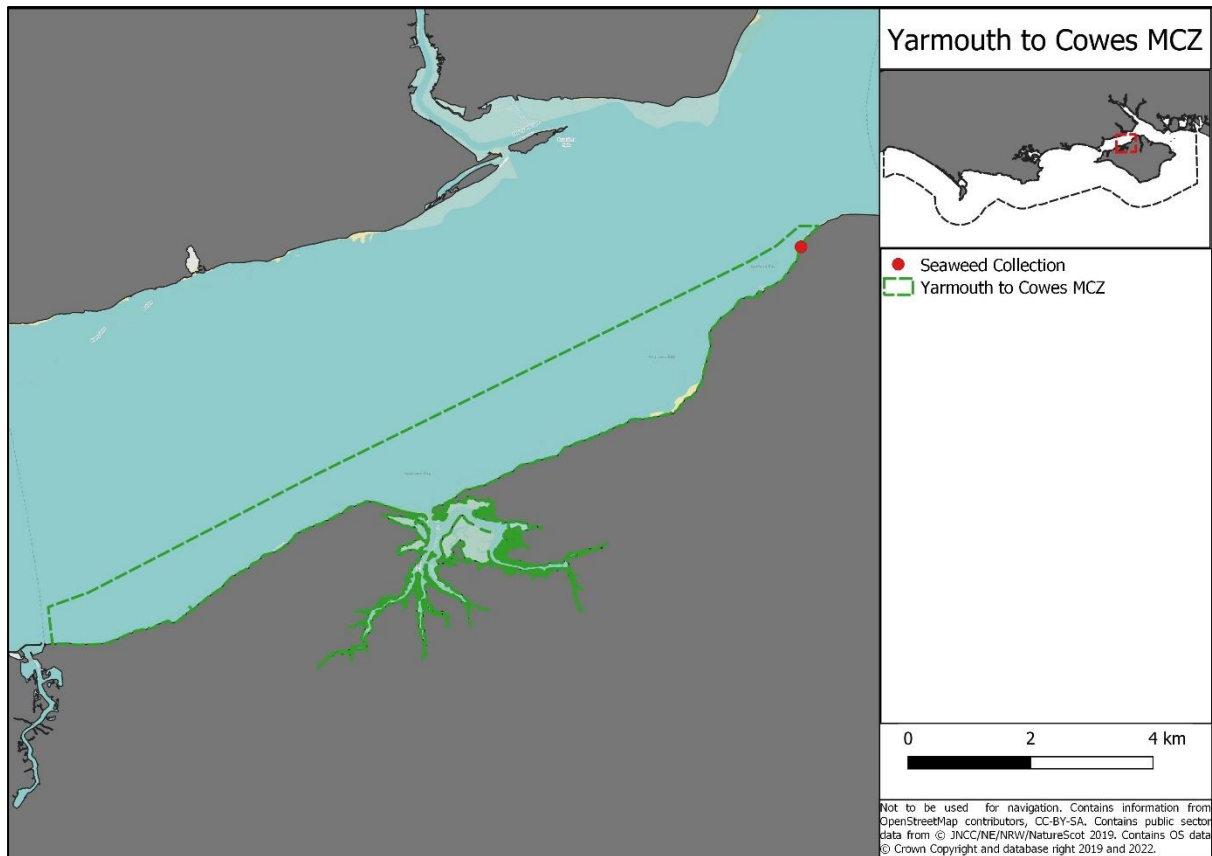 Yarmouth to Cowes MCZ
Seaweed Collection
Yarmouth to Cowes MCZ
0 2 4 km
Not to be used for navigation. Contains information from
OpenStreetMap contributors, CC-BY-SA. Contains public sector
data from © JNCC/NE/NRW/NatureScot 2019. Contains OS data
© Crown Copyright and database right 2019 and 2022.